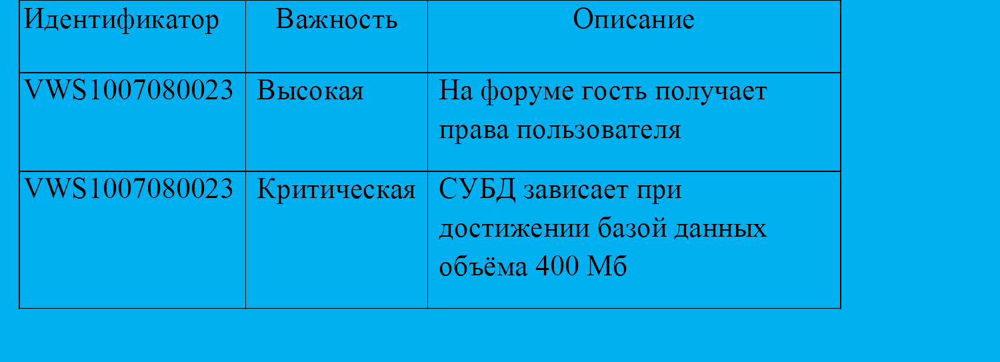 Идентификатор Важность Описание
VWS1007080023 Высокая На форуме гость получает
права пользователя
VWS1007080023 Критическая СУБД зависает при
достижении базой данных
объёма 400 Мб